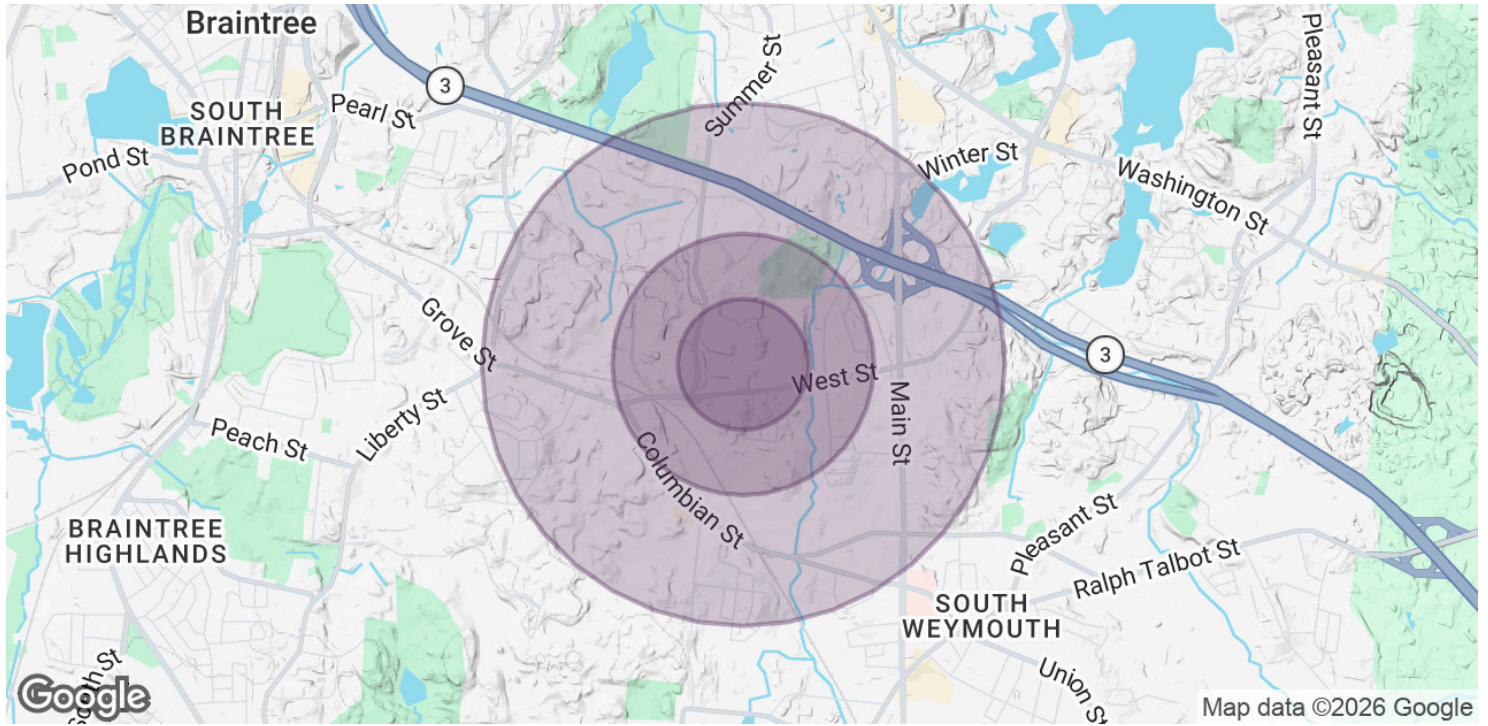 Braintree
3
SOUTH
BRAINTREE
Pearl St
Pond St
Summer St
Pleasant St
Winter St
Washington St
Grove St
West St
3
Main St
Liberty St
Peach St
Columbian St
BRAINTREE
HIGHLANDS
Pleasant St
Ralph Talbot St
SOUTH
WEYMOUTH
Union St
South St
Google
Map data ©2026 Google